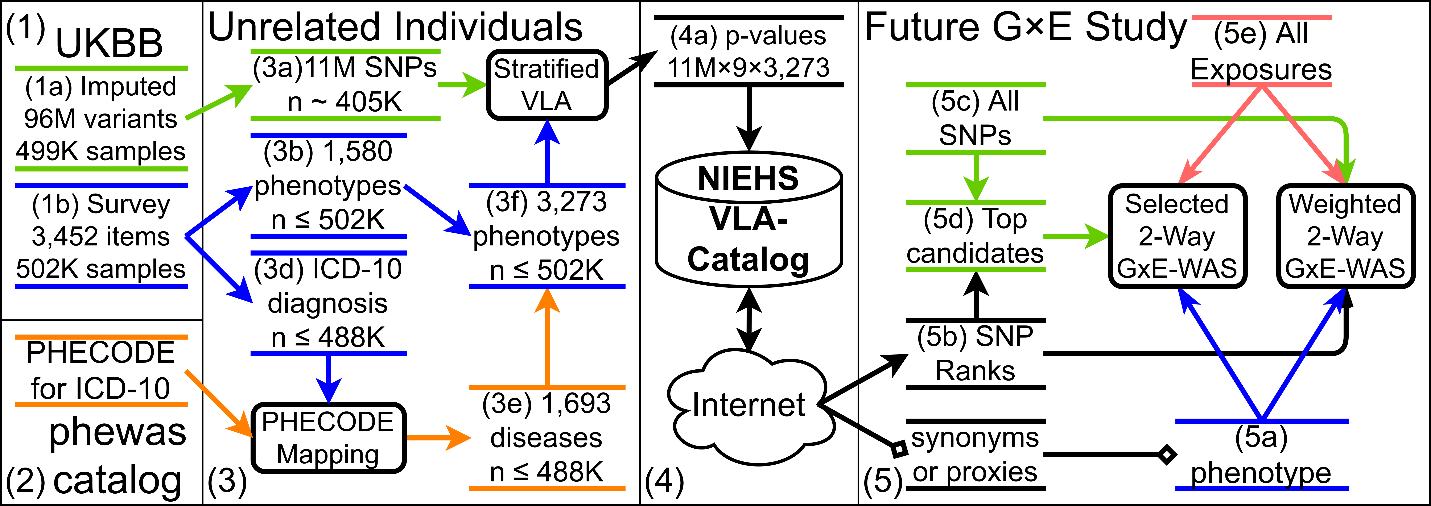 (1)
UKBB
(1a) Imputed
96M variants
499K samples
(1b) Survey
3,452 items
502K samples
PHECODE
for ICD-10
phewas
(2) catalog
Unrelated Individuals
(3a)11M SNPs
n ~ 405K
Stratified
VLA
(3b) 1,580
phenotypes
n ≤ 502K
(3d) ICD-10
diagnosis
n ≤ 488K
PHECODE
Mapping
(3)
(3f) 3,273
phenotypes
n ≤ 502K
(3e) 1,693
diseases
n ≤ 488K
(4a) p-values
11M×9×3,273
NIEHS
VLA-
Catalog
Internet
(4)
Future G×E Study
(5e) All
Exposures
(5c) All
SNPs
(5d) Top
candidates
Selected
2-Way
GxE-WAS
Weighted
2-Way
GxE-WAS
(5b) SNP
Ranks
synonyms
or proxies
(5a)
phenotype
(5)